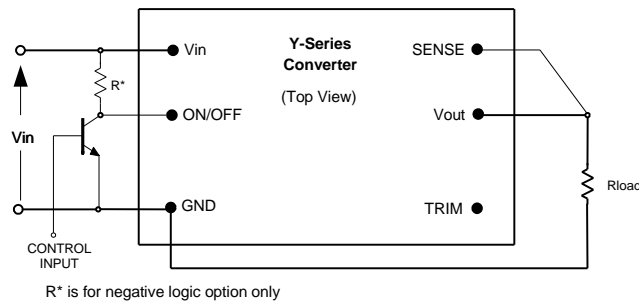 Y-Series
Converter
(Top View)
Vin
SENSE
R*
ON/OFF
Vout
Vin
Rload
GND
TRIM
CONTROL
INPUT
R* is for negative logic option only